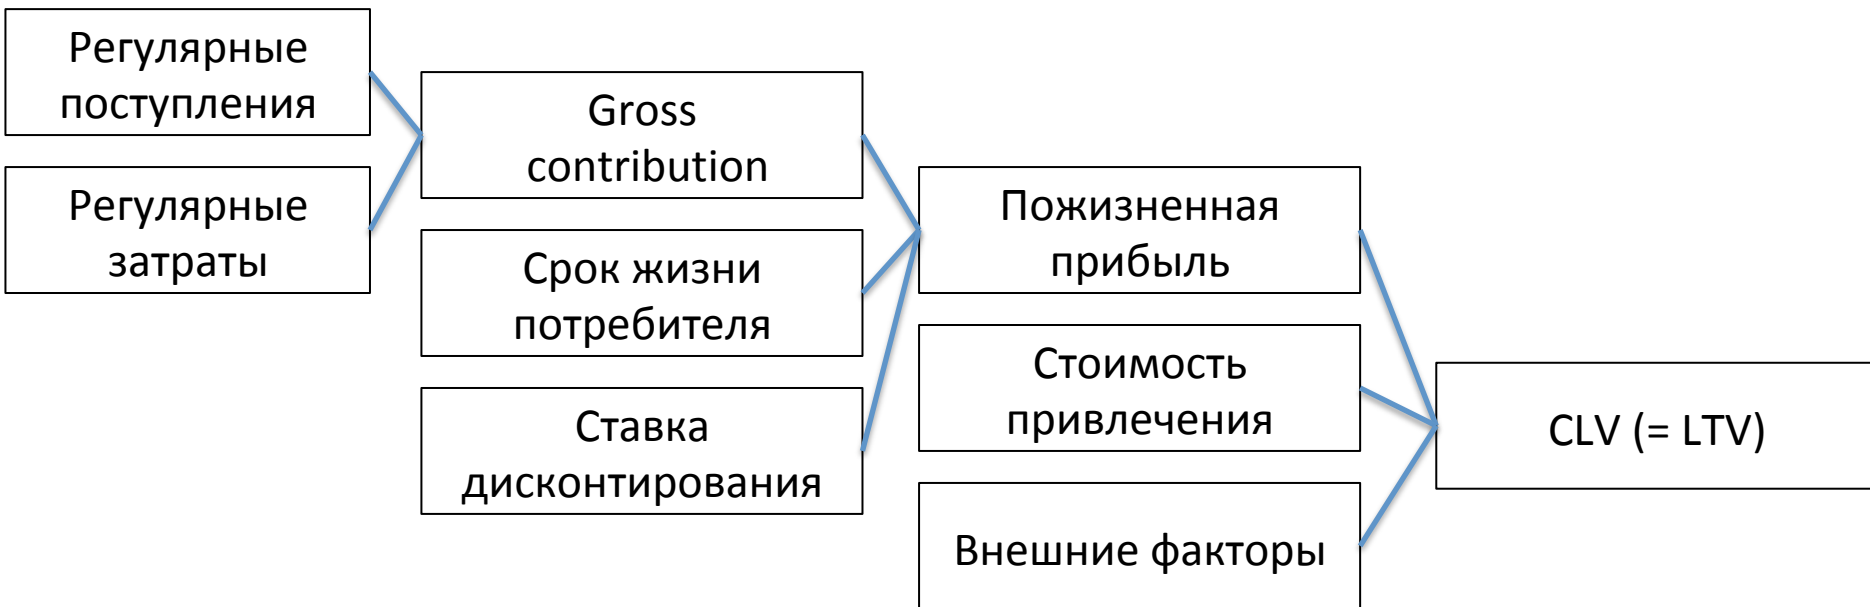 Регулярные
поступления
Регулярные
затраты
Gross
contribution
Срок жизни
потребителя
Ставка
дисконтирования
Пожизненная
прибыль
Стоимость
привлечения
Внешние факторы
CLV (= LTV)